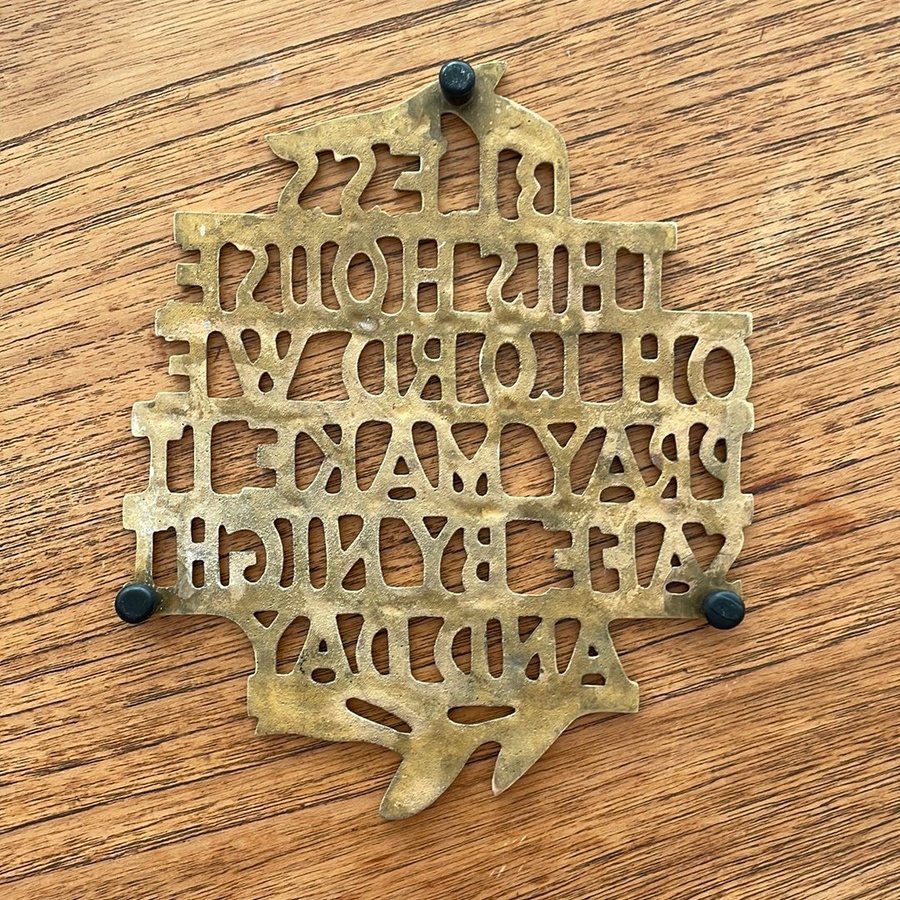 BLESS
THIS HOUSE
OH LORD WE
PRAY MAKE IT
SAFE BY NIGHT
AND DAY